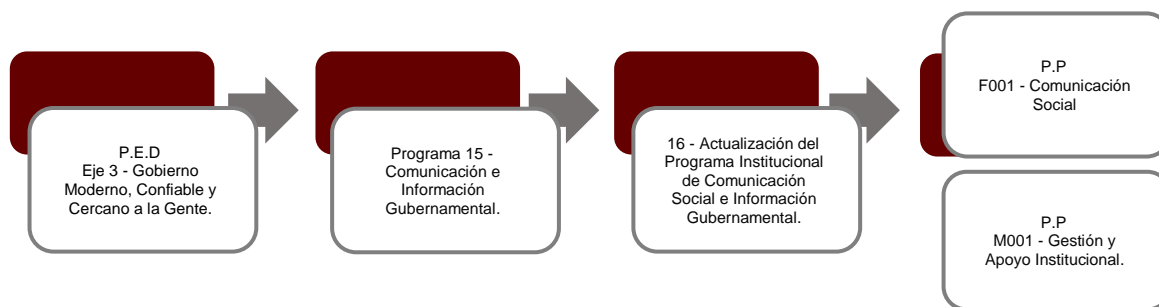 P.E.D
Eje 3 - Gobierno
Moderno, Confiable y
Cercano a la Gente.
Programa 15 -
Comunicación e
Información
Gubernamental.
16 - Actualización del
Programa Institucional
de Comunicación
Social e Información
Gubernamental.
P.P
F001 - Comunicación
Social
P.P
M001 - Gestión y
Apoyo Institucional.